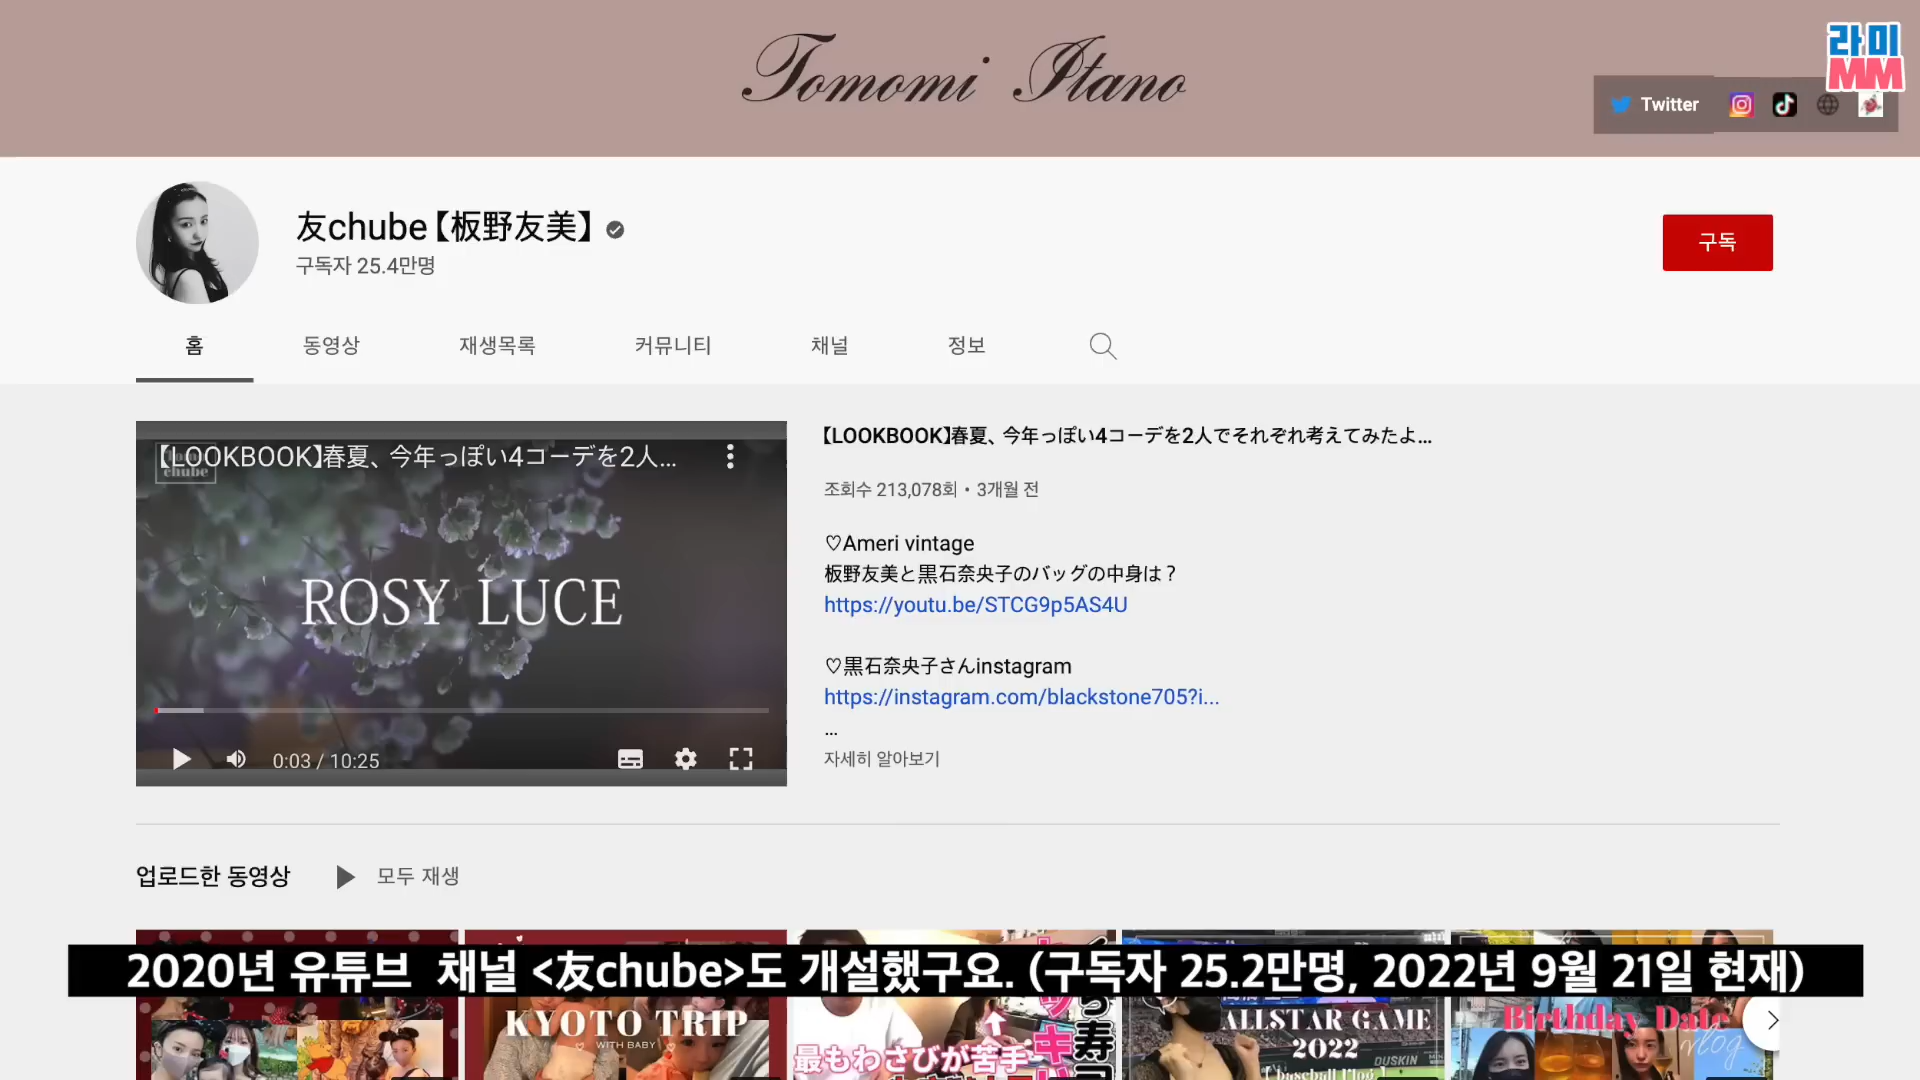 Tomomi Itano
라미
MM
Twitter
友chube【板野友美】
구독자 25.4만명
구독
홈 동영상 재생목록 커뮤니티 채널 정보
【LOOKBOOK】春夏、今年っぽい4コーデを2人...
chube
ROSY LUCE
0:03 / 10:25
【LOOKBOOK】春夏、今年っぽい4コーデを2人でそれぞれ考えてみたよ...
조회수 213,078회 • 3개월 전
♡Ameri vintage
板野友美と黒石奈央子のバッグの中身は？
https://youtu.be/STCG9p5AS4U
♡黒石奈央子さんinstagram
https://instagram.com/blackstone705?i...
...
자세히 알아보기
업로드한 동영상 모두 재생
2020년 유튜브 채널 <友chube>도 개설했구요. (구독자 25.2만명, 2022년 9월 21일 현재)
KYOTO TRIP
WITH BABY
最もわさびが苦手
ALLSTAR GAME
2022
DUSKIN
[baseball Vlog]
Birthday Date
vlog